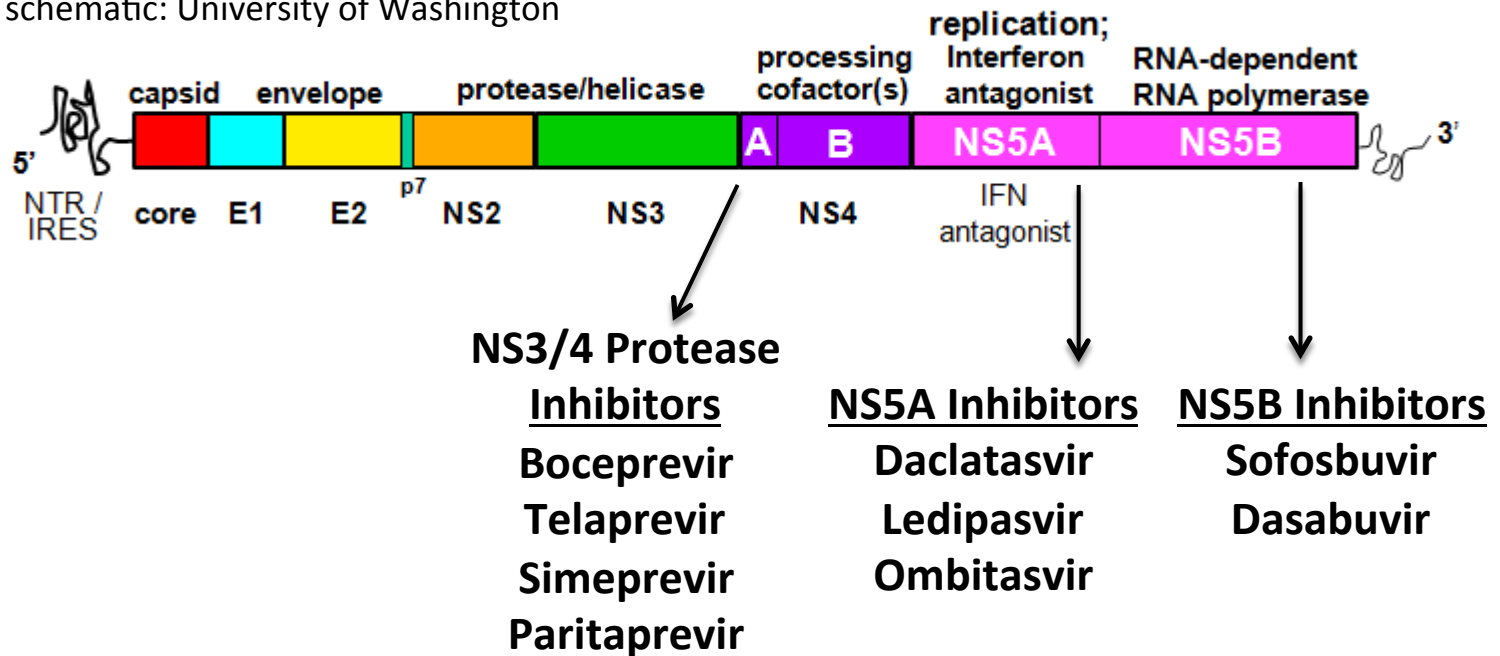 schematic: University of Washington
replication;
processing Interferon RNA-dependent
capsid envelope protease/helicase cofactor(s) antagonist RNA polymerase
A B NS5A NS5B
5’ 3’
NTR / IRES
core E1 E2 p7 NS2 NS3 NS4
IFN
antagonist
NS3/4 Protease
Inhibitors
Boceprevir
Telaprevir
Simeprevir
Paritaprevir
NS5A Inhibitors
Daclatasvir
Ledipasvir
Ombitasvir
NS5B Inhibitors
Sofosbuvir
Dasabuvir